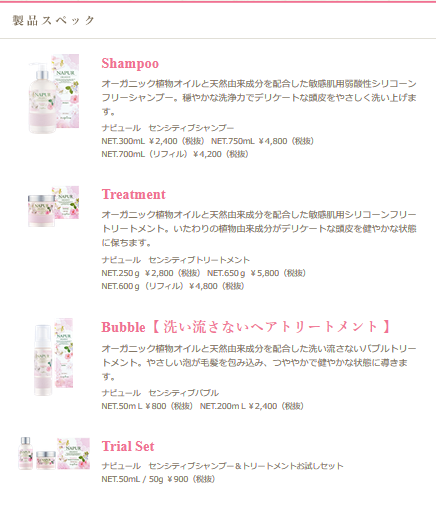 製品スペック
NAPUR
NAPUR
Shampoo
オーガニック植物オイルと天然由来成分を配合した敏感肌用弱酸性シリコーン
フリーシャンプー。穏やかな洗浄力でデリケートな頭皮をやさしく洗い上げま
す。
ナピュール　センシティブシャンプー
NET.300mL ￥2,400（税抜） NET.750mL ￥4,800（税抜）
NET.700mL（リフィル）￥4,200（税抜）
Treatment
オーガニック植物オイルと天然由来成分を配合した敏感肌用シリコーンフリー
トリートメント。いたわりの植物由来成分がデリケートな頭皮を健やかな状態
に保ちます。
ナピュール　センシティブトリートメント
NET.250ｇ ￥2,800（税抜） NET.650ｇ ￥5,800（税抜）
NET.600ｇ（リフィル）￥4,800（税抜）
Bubble【 洗い流さないヘアトリートメント 】
オーガニック植物オイルと天然由来成分を配合した洗い流さないバブルトリー
トメント。やさしい泡が毛髪を包み込み、つややかで健やかな状態に導きま
す。
ナピュール　センシティブバブル
NET.50mＬ￥800（税抜） NET.200mＬ￥2,400（税抜）
Trial Set
ナピュール　センシティブシャンプー＆トリートメントお試しセット
NET.50mL / 50g ￥900（税抜）